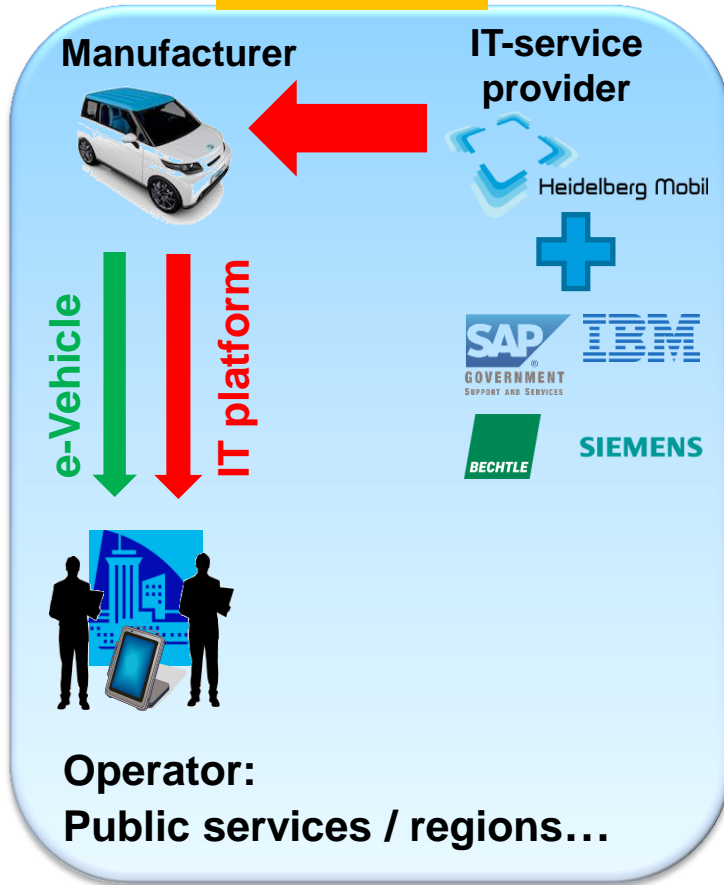 Manufacturer
IT-service
provider
Heidelberg Mobil
e-Vehicle
IT platform
SAP
®
GOVERNMENT
SUPPORT AND SERVICES
IBM
BECHTLE
SIEMENS
Operator:
Public services / regions...